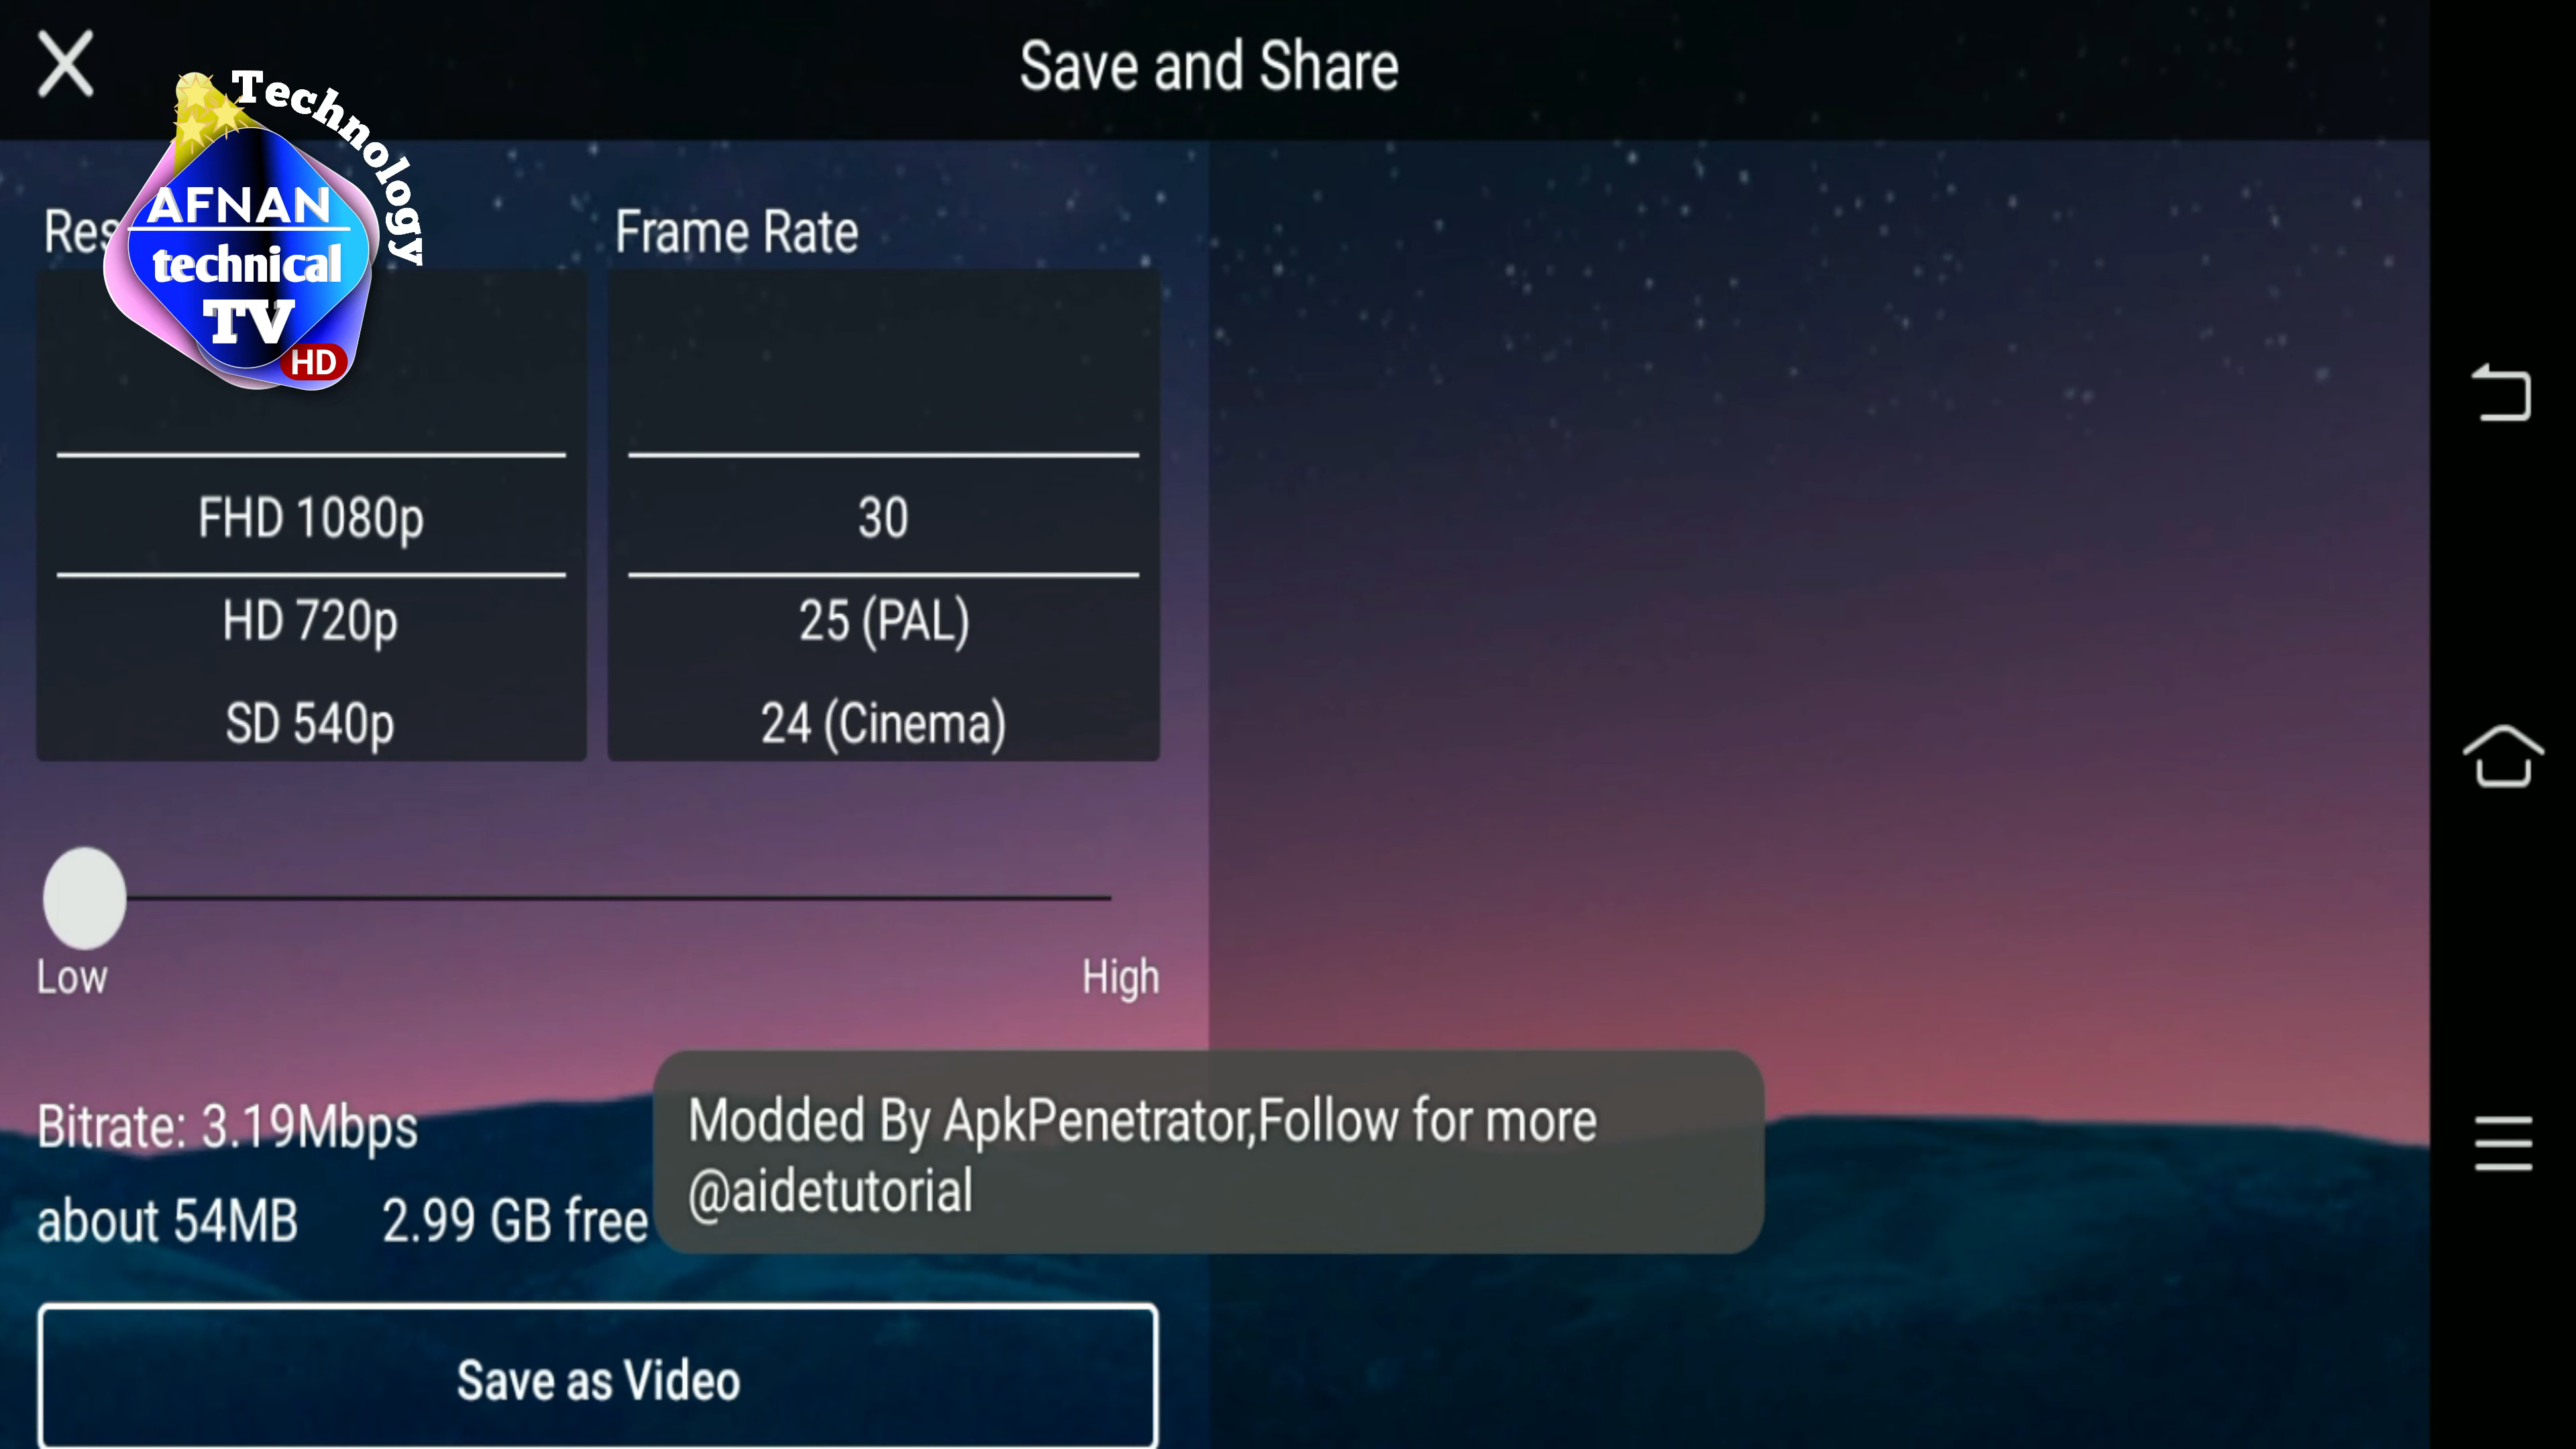 Save and Share
Technology
AFNAN
technical
TV
HD
Frame Rate
FHD 1080p
30
HD 720p
25 (PAL)
SD 540p
24 (Cinema)
Low
High
Bitrate: 3.19Mbps
Modded By ApkPenetrator,Follow for more
@aidetutorial
about 54MB 2.99 GB free
Save as Video